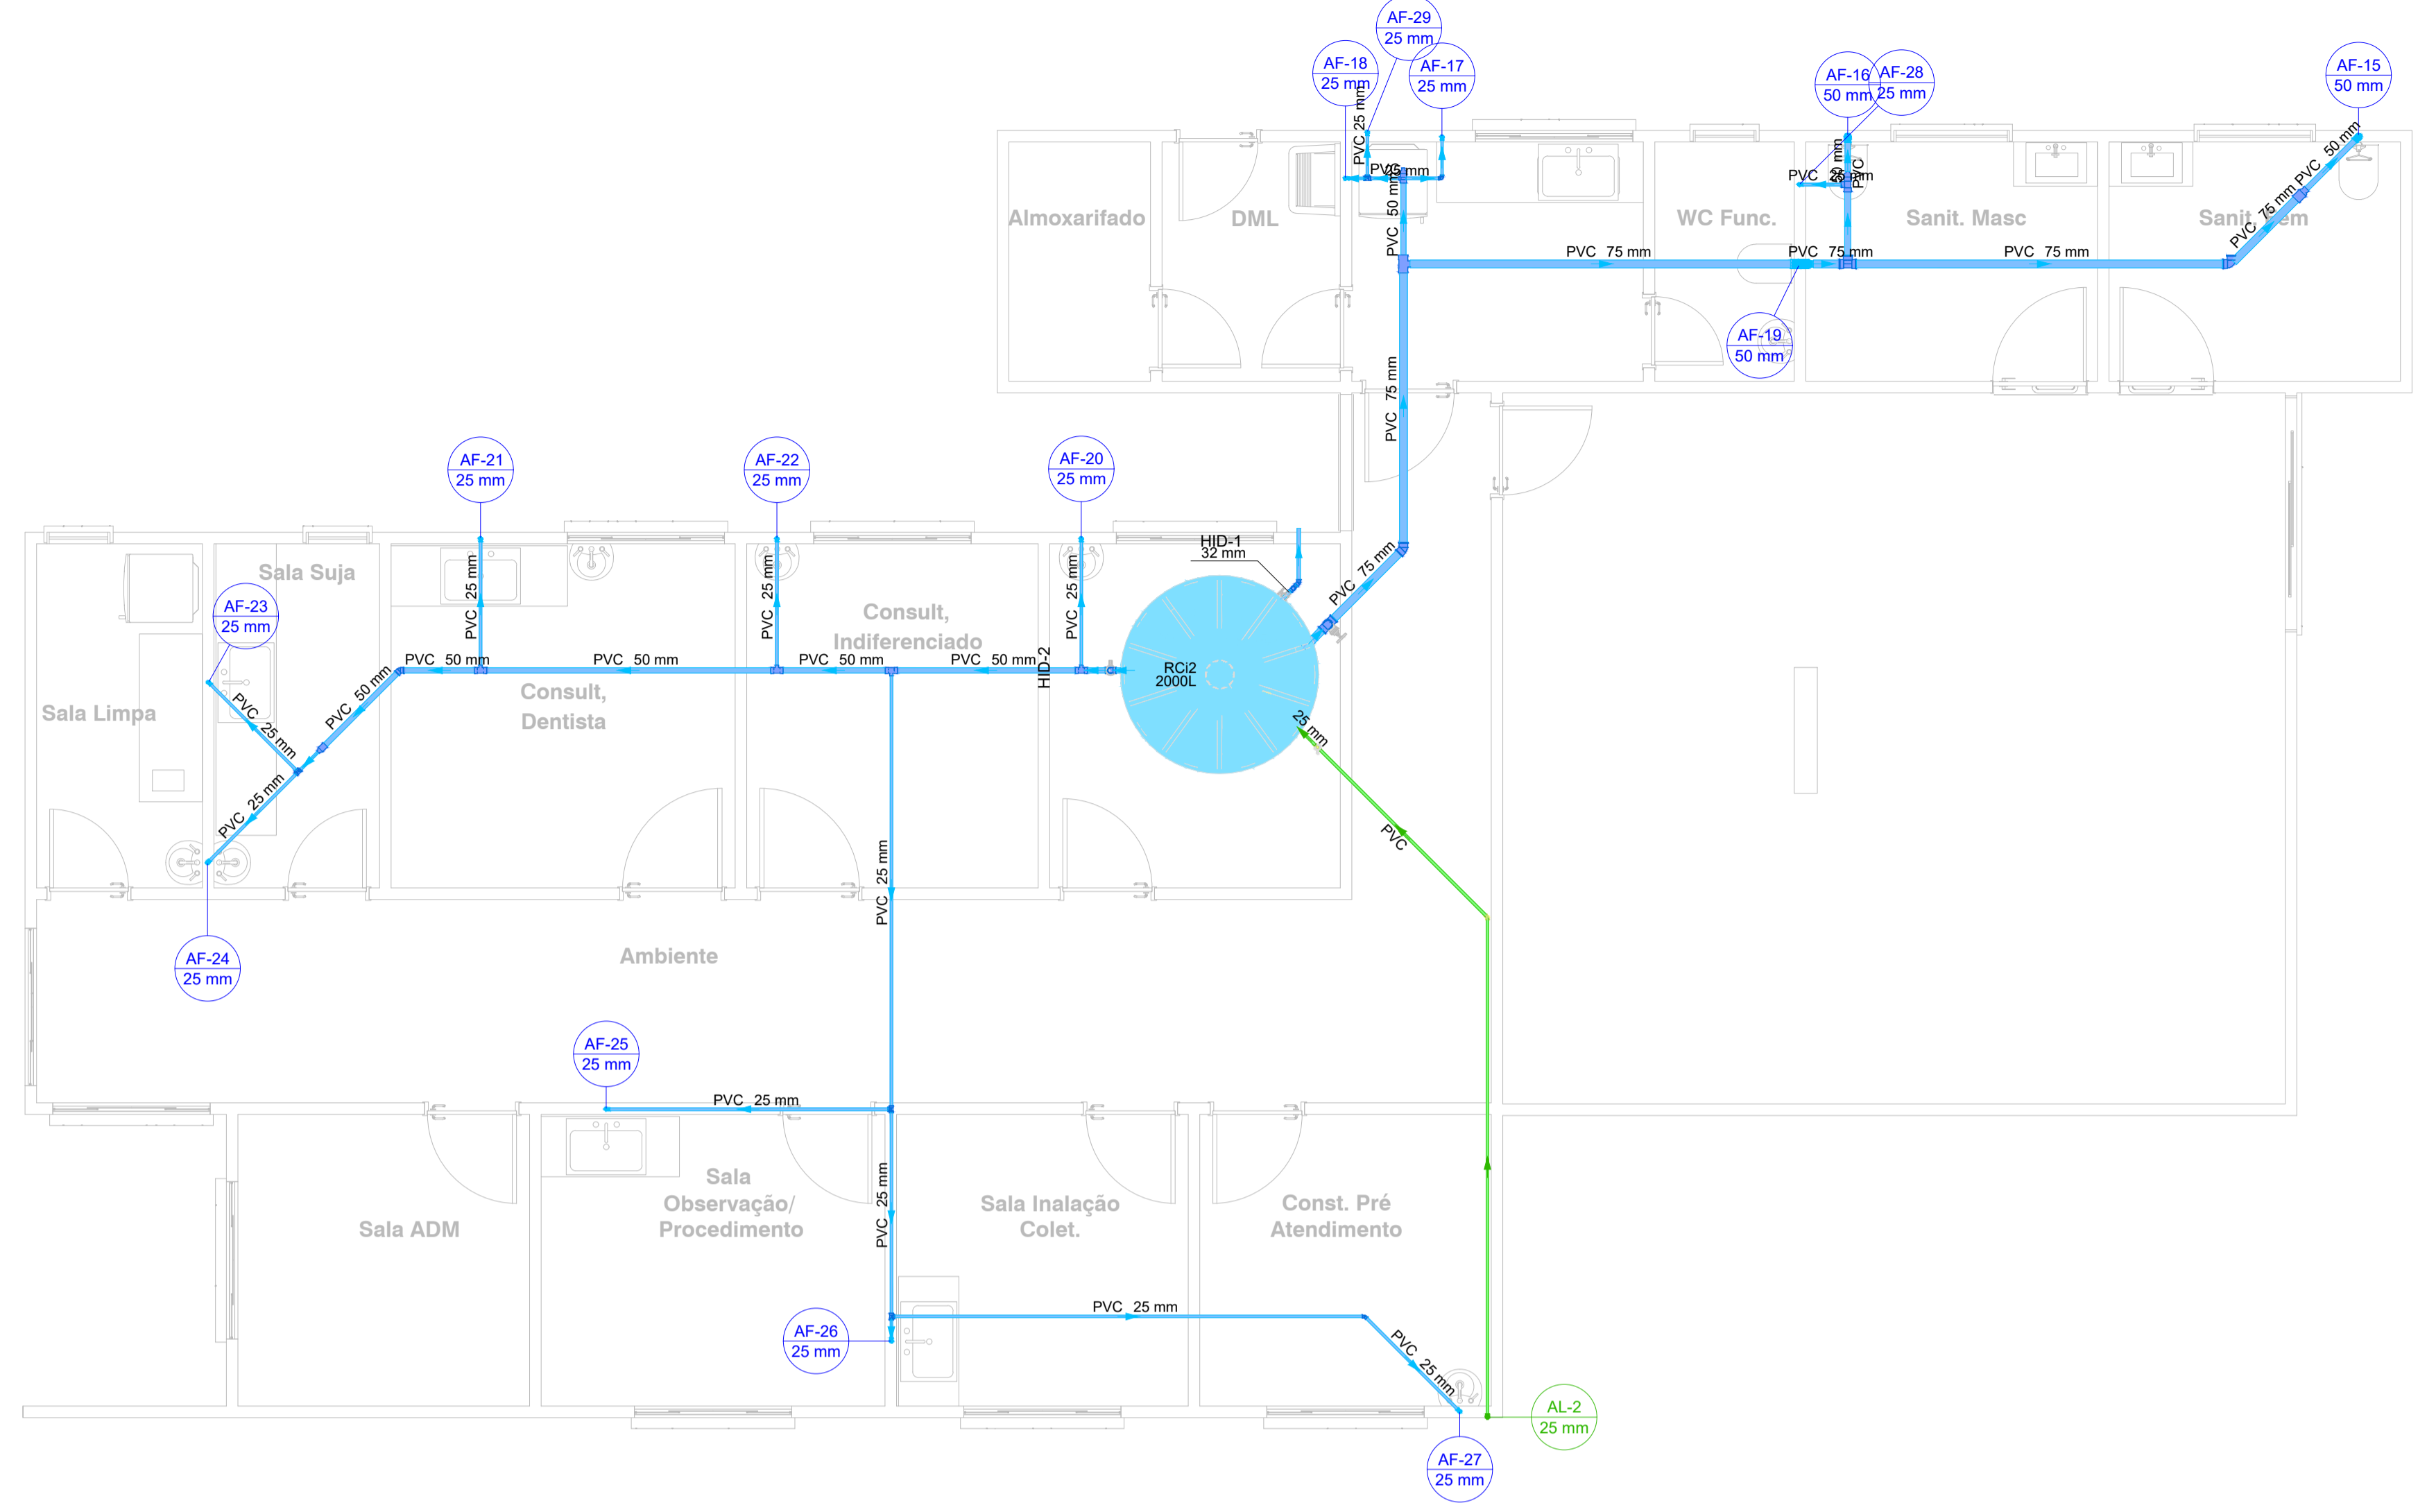 AF-29
25 mm
AF-18
25 mm
AF-17
25 mm
AF-16
50 mm
AF-28
25 mm
AF-15
50 mm
PVC 25 mm
PVC
25 mm
PVC 50 mm
50 mm
PVC
PVC 25 mm
PVC 50 mm
PVC 75 mm
Almoxarifado
DML
WC Func.
Sanit. Masc
Sanit. Fem
PVC 75 mm
PVC 75 mm
PVC 75 mm
AF-19
50 mm
PVC 75 mm
AF-21
25 mm
AF-22
25 mm
AF-20
25 mm
HID-1
32 mm
PVC 75 mm
Sala Suja
PVC 25 mm
PVC 25 mm
PVC 25 mm
AF-23
25 mm
Consult,
Indiferenciado
PVC 50 mm
PVC 50 mm
PVC 50 mm
PVC 50 mm
HID-2
RCi2
2000L
PVC 50 mm
Consult,
Dentista
Sala Limpa
PVC 25 mm
25 mm
PVC
PVC 25 mm
PVC 25 mm
Ambiente
AF-24
25 mm
AF-25
25 mm
PVC 25 mm
PVC 25 mm
Sala
Observação/
Procedimento
Sala Inalação
Colet.
Const. Pré
Atendimento
Sala ADM
PVC 25 mm
AF-26
25 mm
PVC 25 mm
AL-2
25 mm
AF-27
25 mm